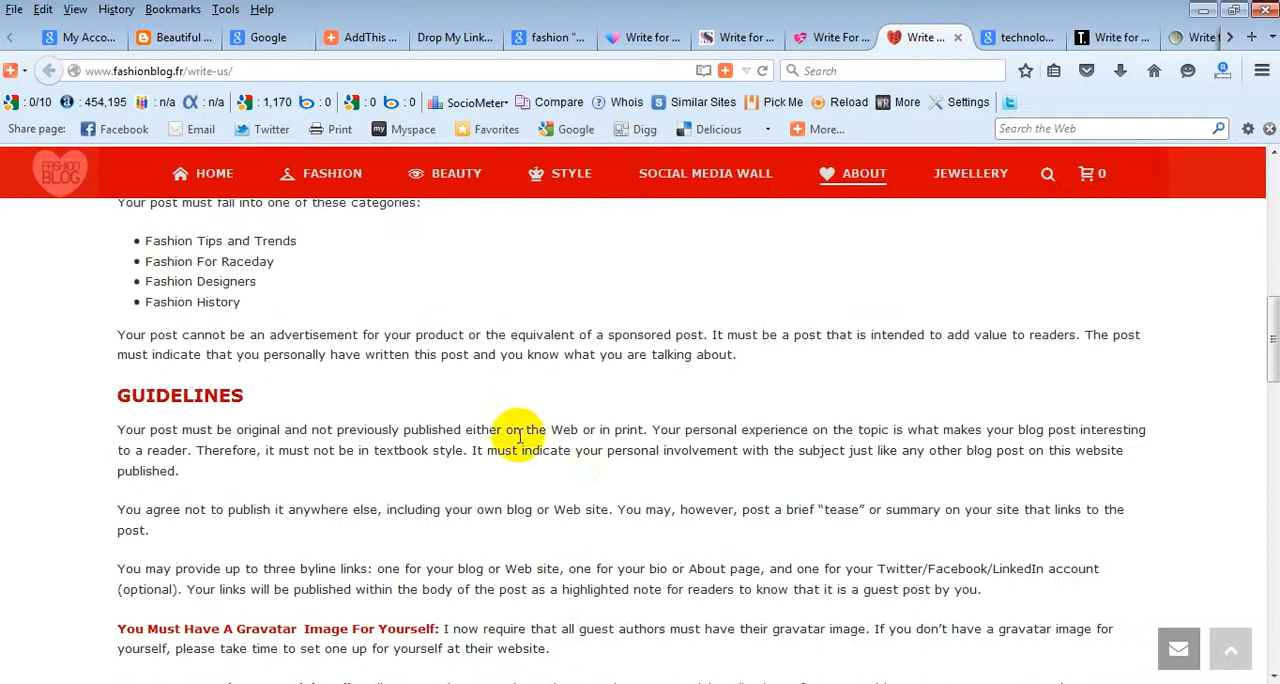 File Edit View History Bookmarks Tools Help
My Acco... Beautiful ... Google AddThis ... Drop My Link... fashion "... Write for ... Write for ... Write For ... Write ... technolo... Write for ... Write
www.fashionblog.fr/write-us/ Search
: 0/10 : 454,195 : n/a : n/a : 1,170 : 0 : 0 : 0 SocioMeter Compare Whois Similar Sites Pick Me Reload More Settings
Share page: Facebook Email Twitter Print Myspace Favorites Google Digg Delicious More... Search the Web
FASHION BLOG HOME FASHION BEAUTY STYLE SOCIAL MEDIA WALL ABOUT JEWELLERY 0
Your post must fall into one of these categories:
Fashion Tips and Trends
Fashion For Raceday
Fashion Designers
Fashion History
Your post cannot be an advertisement for your product or the equivalent of a sponsored post. It must be a post that is intended to add value to readers. The post
must indicate that you personally have written this post and you know what you are talking about.
GUIDELINES
Your post must be original and not previously published either on the Web or in print. Your personal experience on the topic is what makes your blog post interesting
to a reader. Therefore, it must not be in textbook style. It must indicate your personal involvement with the subject just like any other blog post on this website
published.
You agree not to publish it anywhere else, including your own blog or Web site. You may, however, post a brief “tease” or summary on your site that links to the
post.
You may provide up to three byline links: one for your blog or Web site, one for your bio or About page, and one for your Twitter/Facebook/LinkedIn account
(optional). Your links will be published within the body of the post as a highlighted note for readers to know that it is a guest post by you.
You Must Have A Gravatar Image For Yourself: I now require that all guest authors must have their gravatar image. If you don’t have a gravatar image for
yourself, please take time to set one up for yourself at their website.